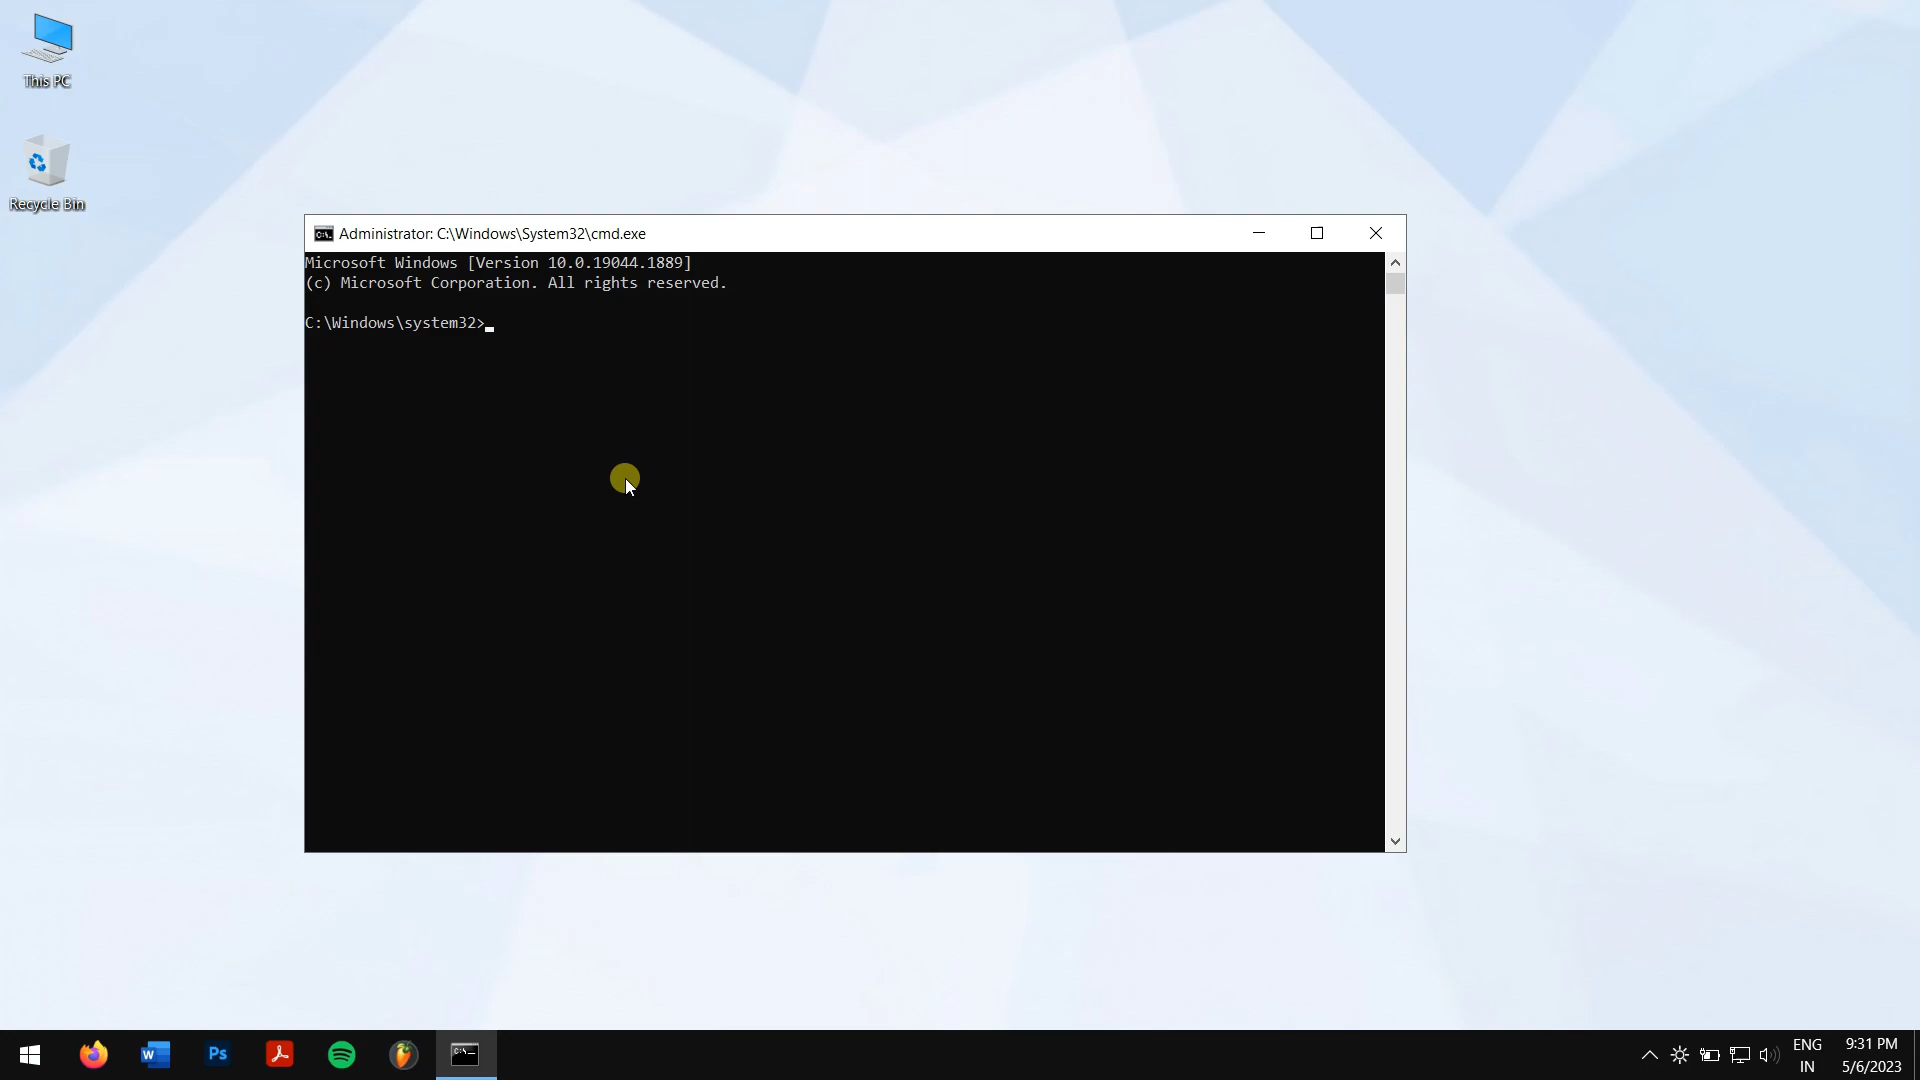 This PC
Recycle Bin
Administrator: C:\Windows\System32\cmd.exe
Microsoft Windows [Version 10.0.19044.1889]
(c) Microsoft Corporation. All rights reserved.
C:\Windows\system32>
W
Ps
C:\
ENG
IN
9:31 PM
5/6/2023